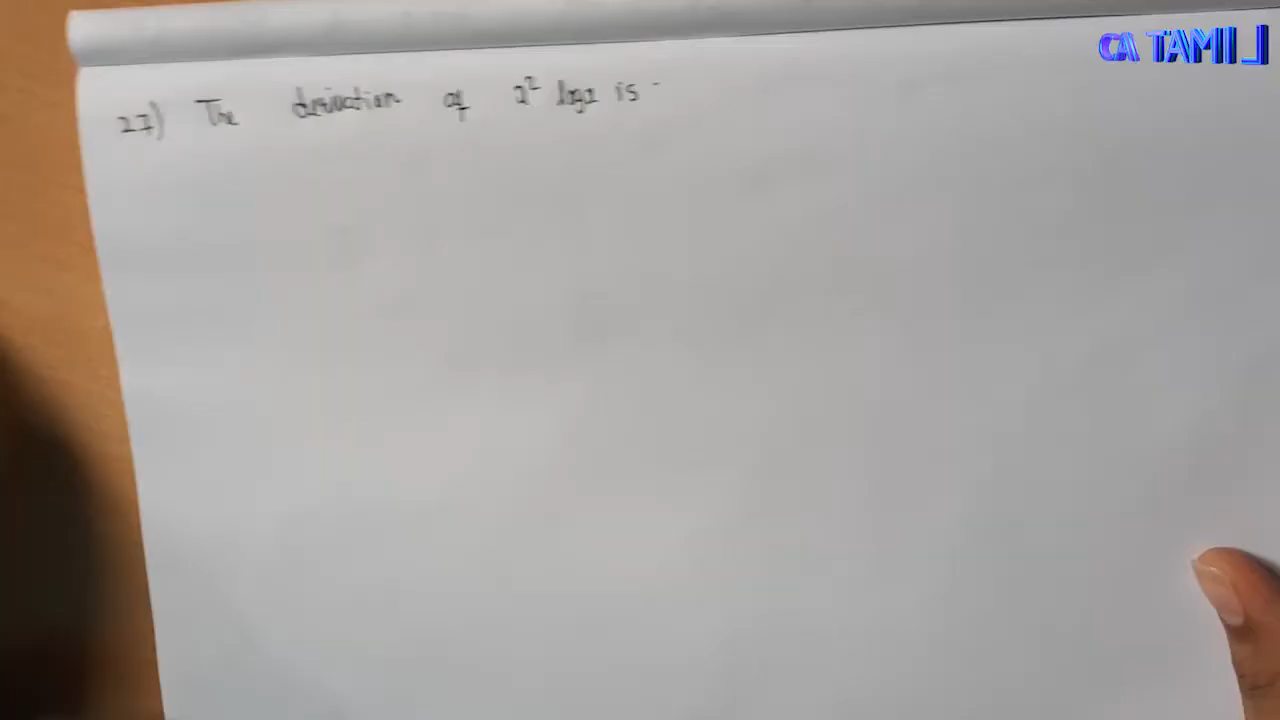 CA TAMIL
27) The derivation of x² logx is -